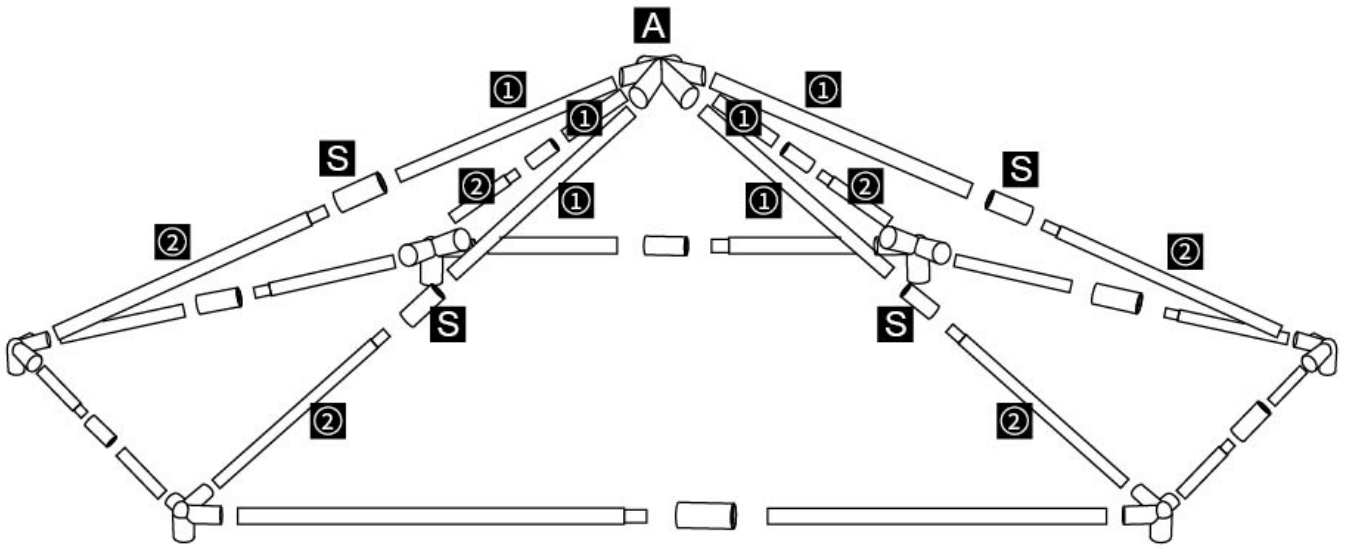 A
① ① ① ①
S S
② ②
① ①
② ②
S S
② ②